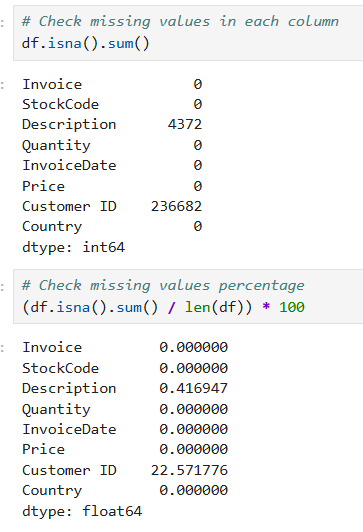 # Check missing values in each column
df.isna().sum()
Invoice 0
StockCode 0
Description 4372
Quantity 0
InvoiceDate 0
Price 0
Customer ID 236682
Country 0
dtype: int64
# Check missing values percentage
(df.isna().sum() / len(df)) * 100
Invoice 0.000000
StockCode 0.000000
Description 0.416947
Quantity 0.000000
InvoiceDate 0.000000
Price 0.000000
Customer ID 22.571776
Country 0.000000
dtype: float64